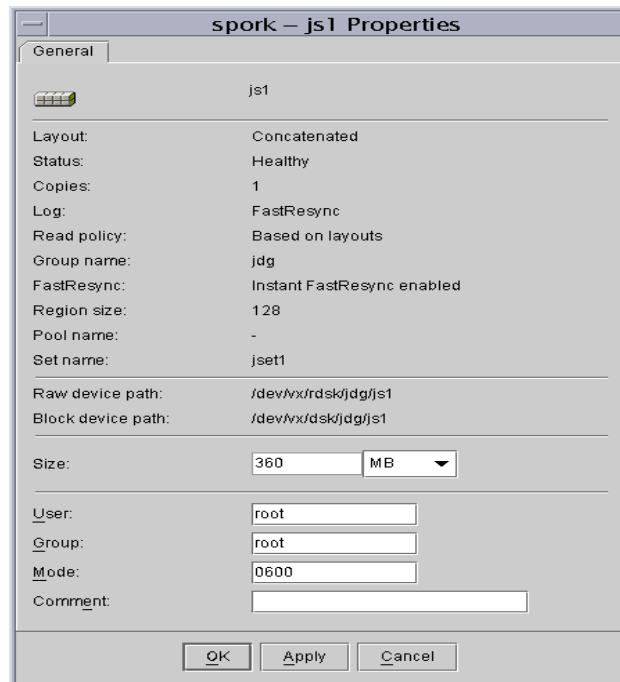 spork – js1 Properties
General
js1
Layout: Concatenated
Status: Healthy
Copies: 1
Log: FastResync
Read policy: Based on layouts
Group name: jdg
FastResync: Instant FastResync enabled
Region size: 128
Pool name: -
Set name: jset1
Raw device path: /dev/vx/rdsk/jdg/js1
Block device path: /dev/vx/dsk/jdg/js1
Size: 360 MB
User: root
Group: root
Mode: 0600
Comment:
OK Apply Cancel